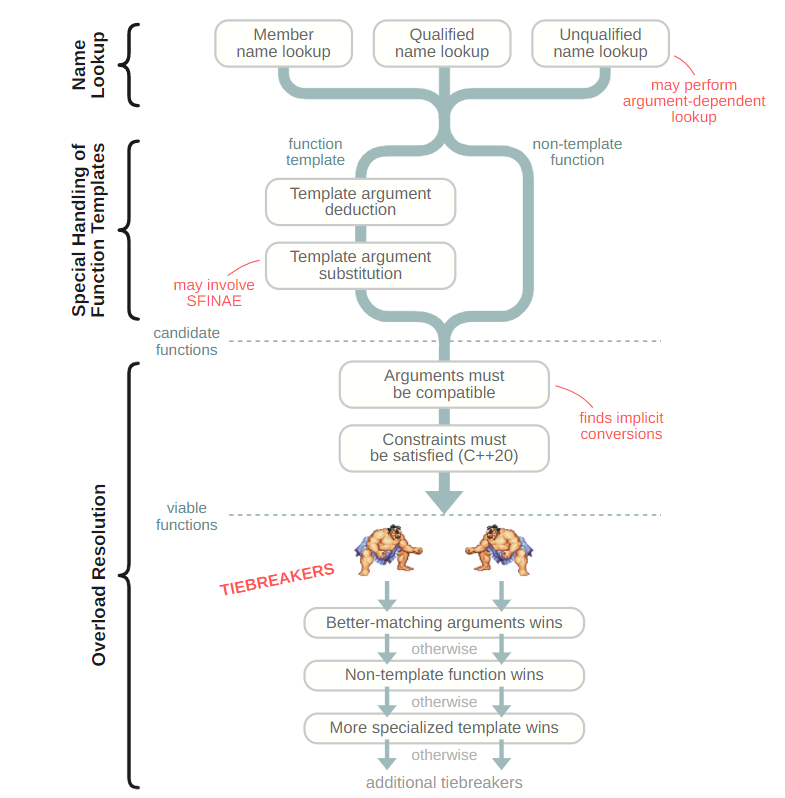 Name
Lookup
Member
name lookup
Qualified
name lookup
Unqualified
name lookup
may perform
argument-dependent
lookup
Special Handling of
Function Templates
function
template
non-template
function
Template argument
deduction
Template argument
substitution
may involve
SFINAE
candidate
functions
Overload Resolution
Arguments must
be compatible
finds implicit
conversions
Constraints must
be satisfied (C++20)
viable
functions
TIEBREAKERS
Better-matching arguments wins
otherwise
Non-template function wins
otherwise
More specialized template wins
otherwise
additional tiebreakers